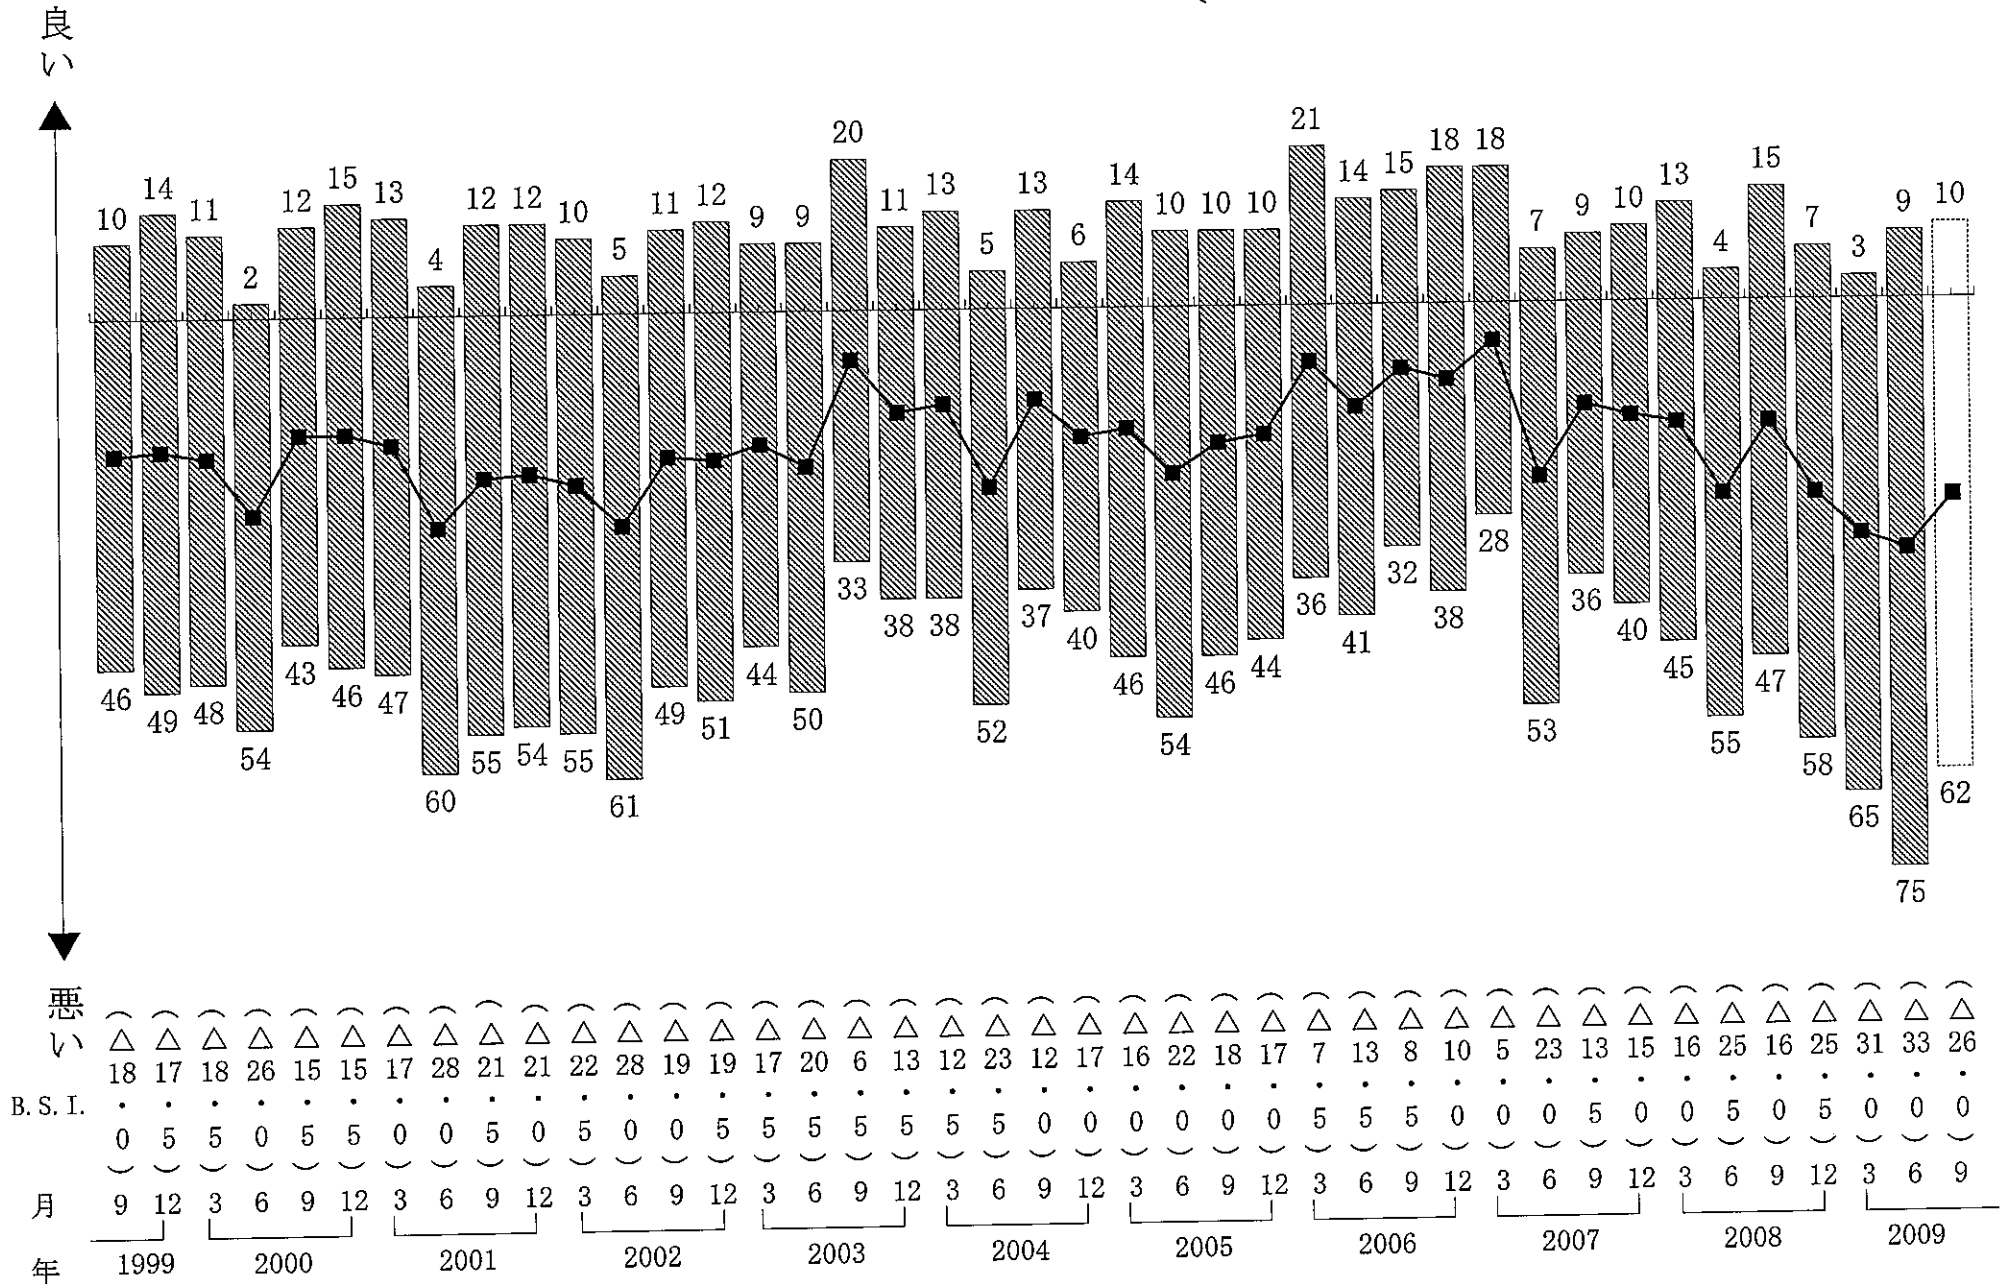 良い
10 14 11 2 12 15 13 4 12 12 10 5 11 12 9 9 20 11 13 5 13 6 14 10 10 10 21 14 15 18 18 7 9 10 13 4 15 7 3 9 10
46 49 48 54 43 46 47 60 55 54 55 61 49 51 44 50 33 38 38 52 37 40 46 54 46 44 36 41 32 38 28 53 36 40 45 55 47 58 65 75 62
悪い
B.S.I. (△18・0) (△17・5) (△18・5) (△26・0) (△15・5) (△15・5) (△17・0) (△28・0) (△21・5) (△21・0) (△22・5) (△28・0) (△19・0) (△19・5) (△17・5) (△20・5) (△6・5) (△13・5) (△12・5) (△23・5) (△12・0) (△17・0) (△16・0) (△22・0) (△18・0) (△17・0) (△7・5) (△13・5) (△8・5) (△10・0) (△5・0) (△23・0) (△13・5) (△15・0) (△16・0) (△25・5) (△16・0) (△25・5) (△31・0) (△33・0) (△26・0)
月 9 12 3 6 9 12 3 6 9 12 3 6 9 12 3 6 9 12 3 6 9 12 3 6 9 12 3 6 9 12 3 6 9 12 3 6 9 12 3 6 9
年 1999 2000 2001 2002 2003 2004 2005 2006 2007 2008 2009